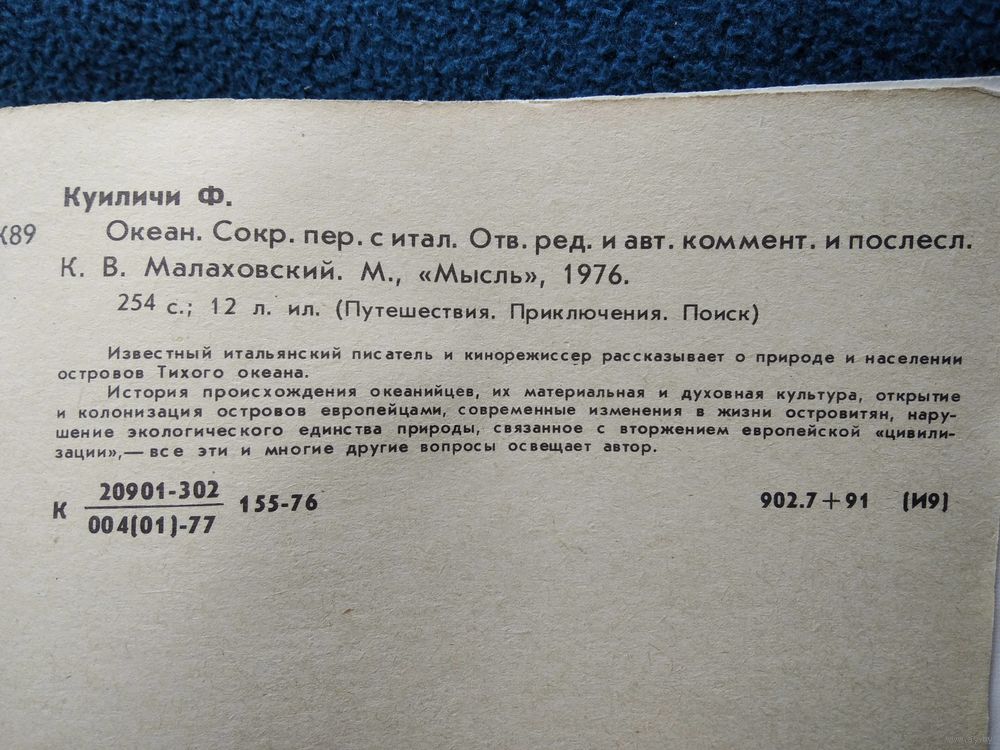 Куиличи Ф.
К89 Океан. Сокр. пер. с итал. Отв. ред. и авт. коммент. и послесл.
К. В. Малаховский. М., «Мысль», 1976.
254 с.; 12 л. ил. (Путешествия. Приключения. Поиск)
Известный итальянский писатель и кинорежиссер рассказывает о природе и населении
островов Тихого океана.
История происхождения океанийцев, их материальная и духовная культура, открытие
и колонизация островов европейцами, современные изменения в жизни островитян, нару-
шение экологического единства природы, связанное с вторжением европейской «цивили-
зации»,— все эти и многие другие вопросы освещает автор.
20901-302
К 155-76 902.7+91 (И9)
004(01)-77